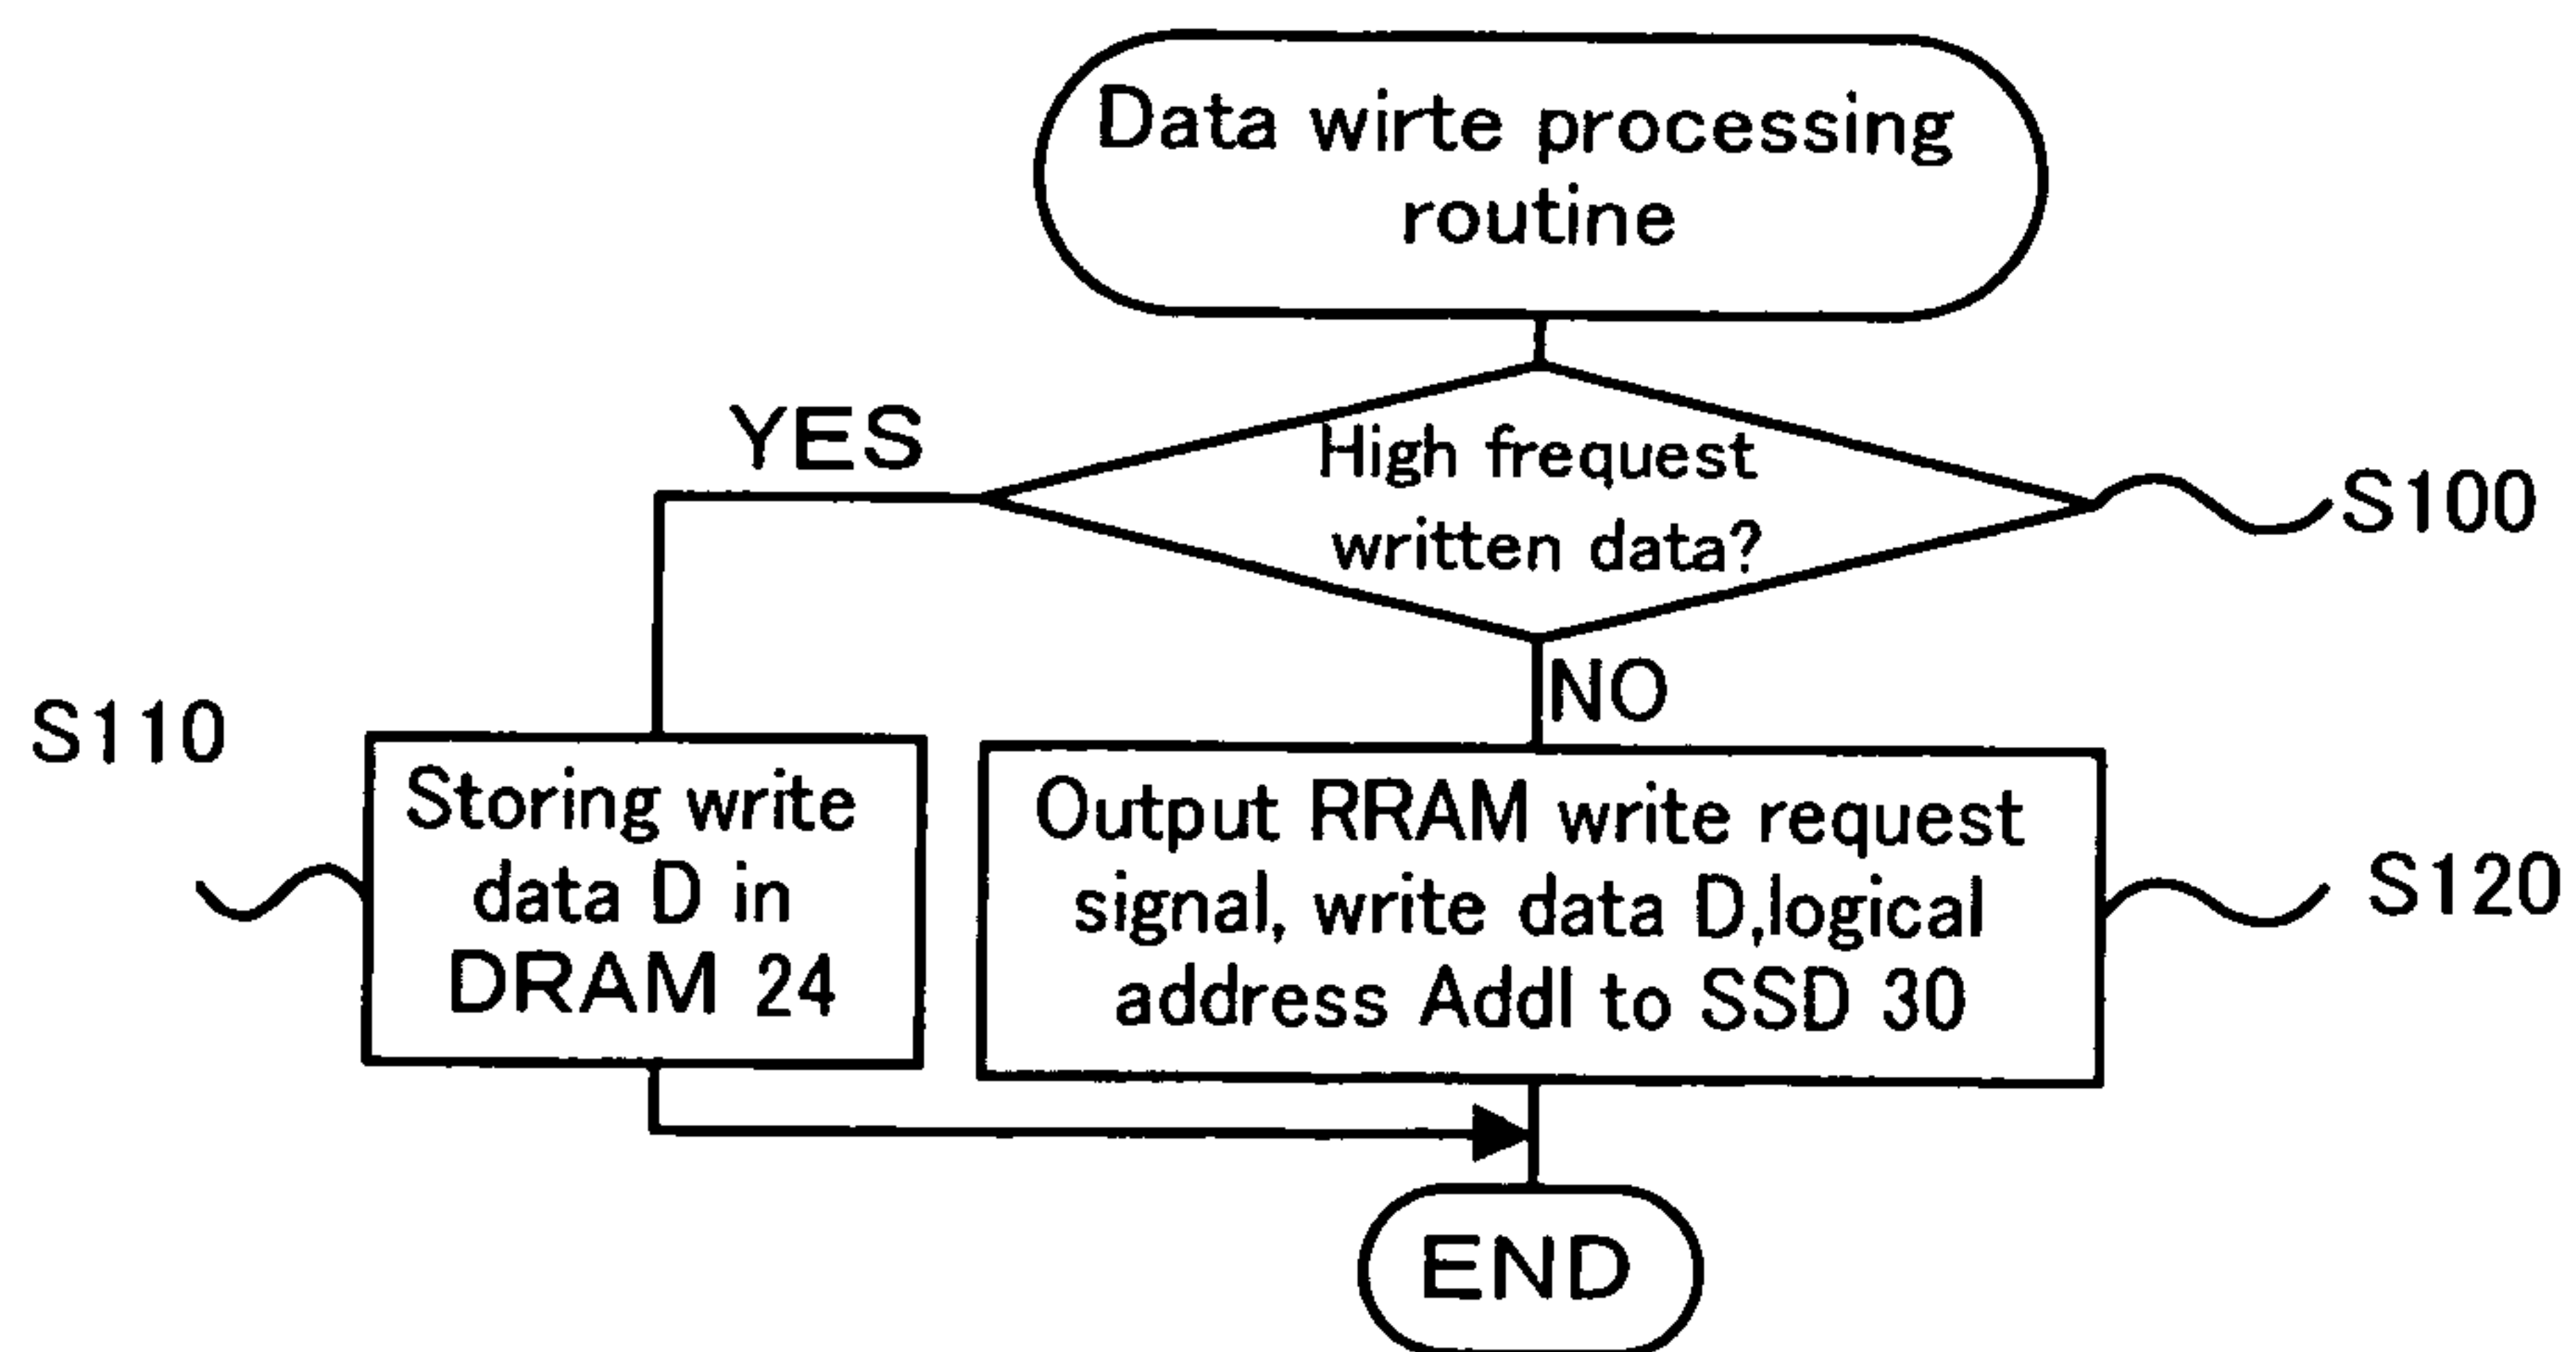 Data wirte processing
routine
YES
High frequest
written data?
S100
NO
S110
Storing write
data D in
DRAM 24
Output RRAM write request
signal, write data D,logical
address Addl to SSD 30
S120
END